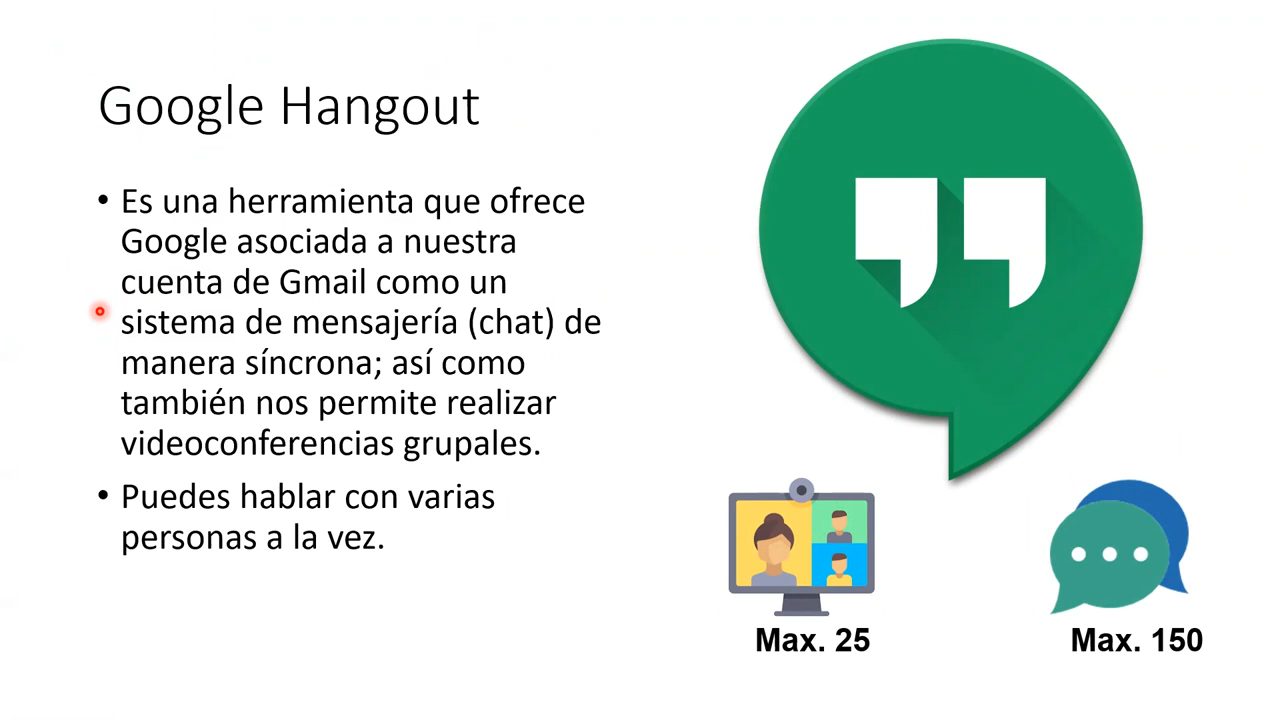 Google Hangout
• Es una herramienta que ofrece
Google asociada a nuestra
cuenta de Gmail como un
sistema de mensajería (chat) de
manera síncrona; así como
también nos permite realizar
videoconferencias grupales.
• Puedes hablar con varias
personas a la vez.
Max. 25
Max. 150